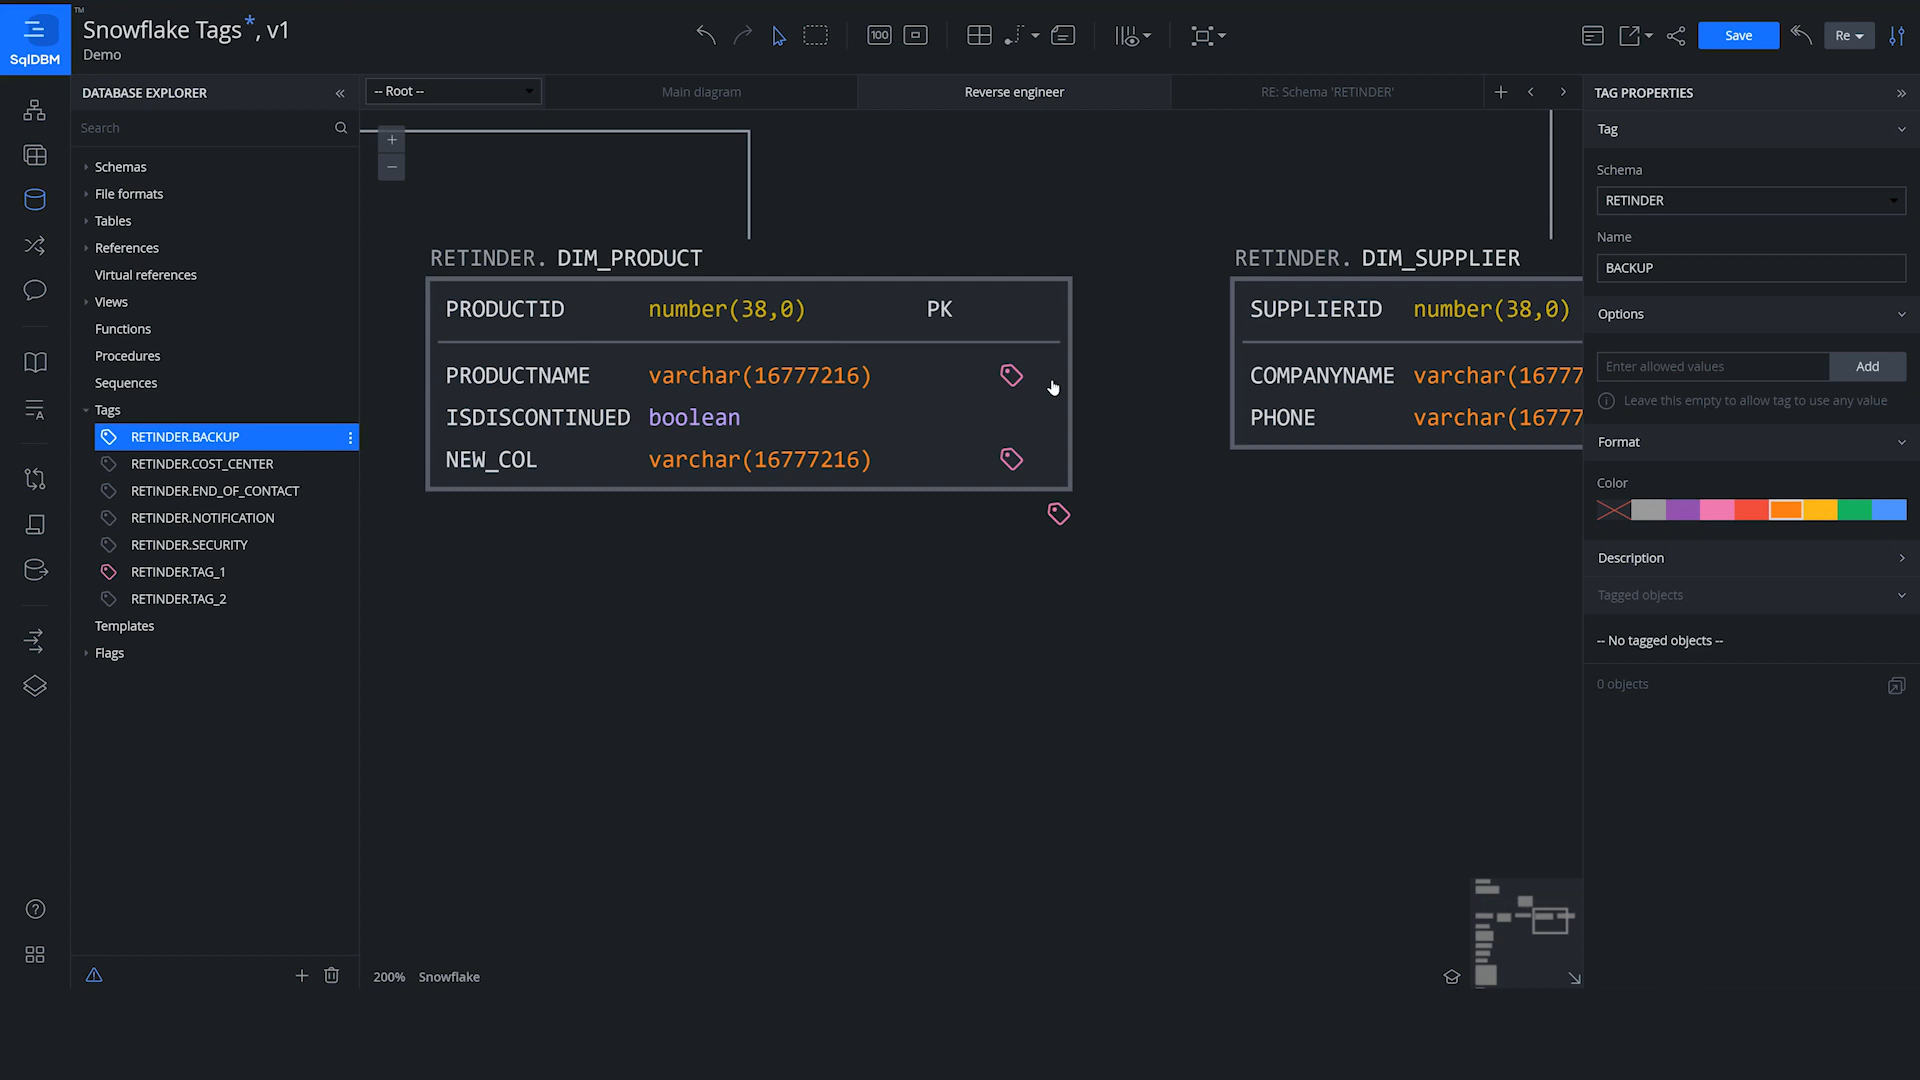 TM
Snowflake Tags*, v1
Demo
SqlDBM
100
Save
Re
DATABASE EXPLORER
-- Root --
Main diagram
Reverse engineer
RE: Schema 'RETINDER'
TAG PROPERTIES
Search
Schemas
File formats
Tables
References
Virtual references
Views
Functions
Procedures
Sequences
Tags
RETINDER.BACKUP
RETINDER.COST_CENTER
RETINDER.END_OF_CONTACT
RETINDER.NOTIFICATION
RETINDER.SECURITY
RETINDER.TAG_1
RETINDER.TAG_2
Templates
Flags
RETINDER. DIM_PRODUCT
PRODUCTID number(38,0) PK
PRODUCTNAME varchar(16777216)
ISDISCONTINUED boolean
NEW_COL varchar(16777216)
RETINDER. DIM_SUPPLIER
SUPPLIERID number(38,0)
COMPANYNAME varchar(16777
PHONE varchar(16777
Tag
Schema
RETINDER
Name
BACKUP
Options
Enter allowed values
Add
Leave this empty to allow tag to use any value
Format
Color
Description
Tagged objects
-- No tagged objects --
0 objects
200% Snowflake